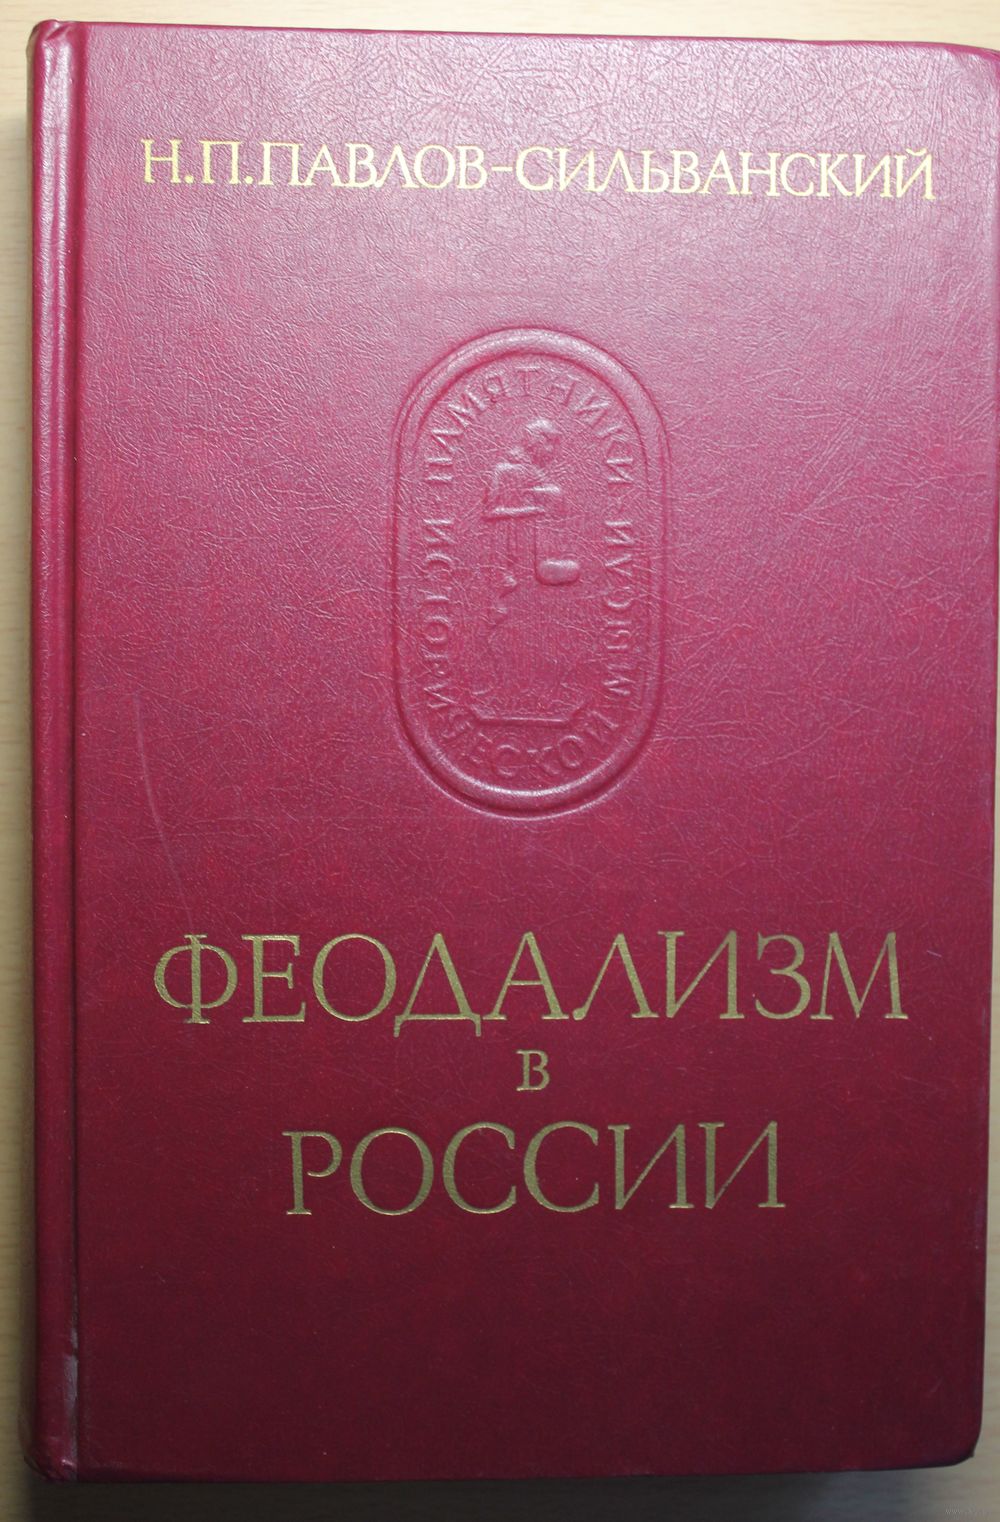 Н.П.ПАВЛОВ-СИЛЬВАНСКИЙ
ПАМЯТНИКИ ИСТОРИЧЕСКОЙ МЫСЛИ
ФЕОДАЛИЗМ
В
РОССИИ